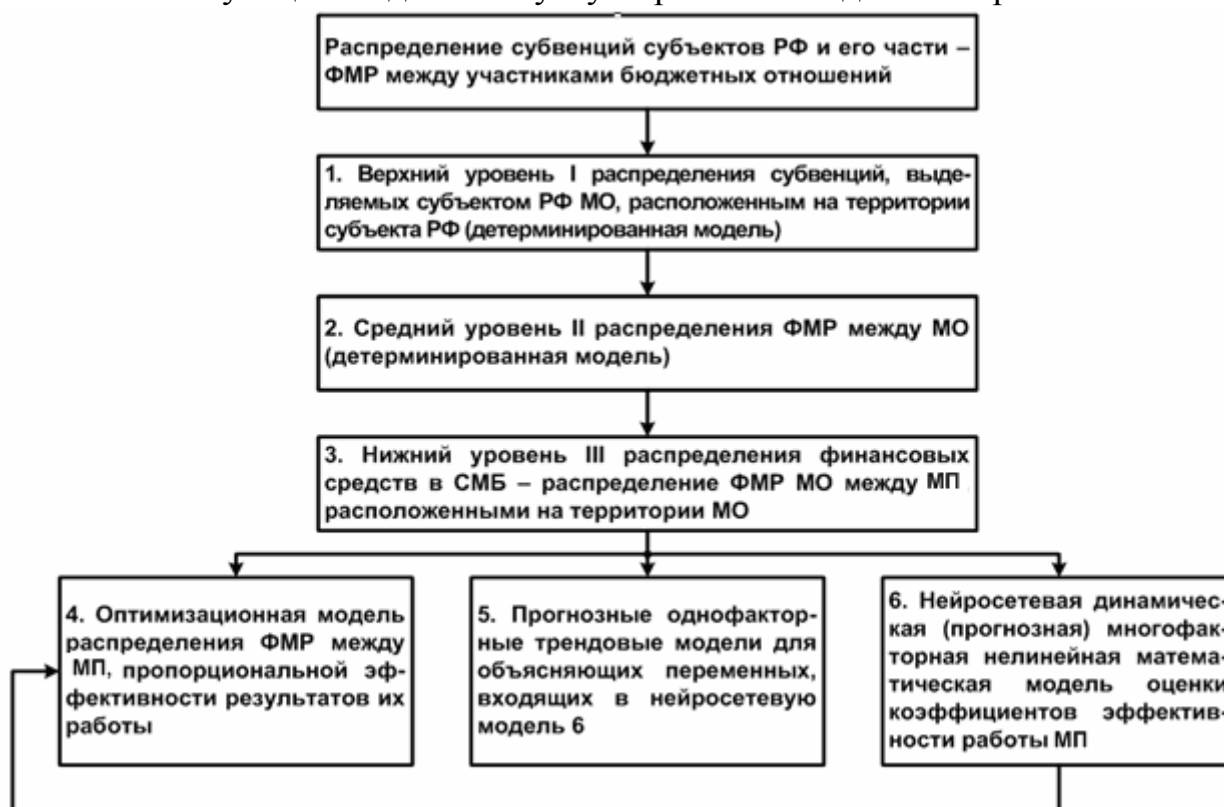 Распределение субвенций субъектов РФ и его части –
ФМР между участниками бюджетных отношений
1. Верхний уровень I распределения субвенций, выде-
ляемых субъектом РФ МО, расположенным на территории
субъекта РФ (детерминированная модель)
2. Средний уровень II распределения ФМР между МО
(детерминированная модель)
3. Нижний уровень III распределения финансовых
средств в СМБ – распределение ФМР МО между МП
расположенными на территории МО
4. Оптимизационная модель
распределения ФМР между
МП, пропорциональной эф-
фективности результатов их
работы
5. Прогнозные однофактор-
ные трендовые модели для
объясняющих переменных,
входящих в нейросетевую
модель 6
6. Нейросетевая динамичес-
кая (прогнозная) многофак-
торная нелинейная матема-
тическая модель оценки
коэффициентов эффектив-
ности работы МП